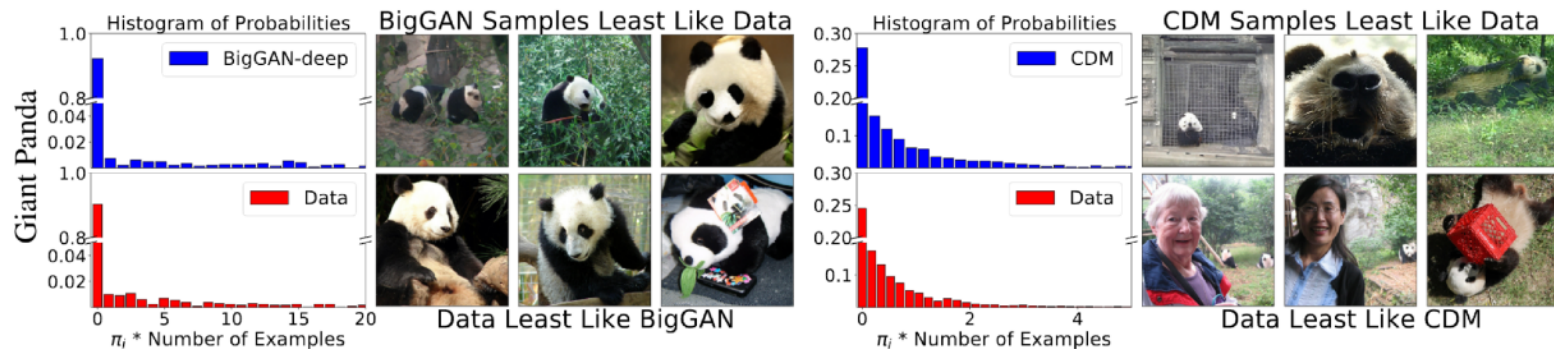 Giant Panda
Histogram of Probabilities
BigGAN Samples Least Like Data
1.0
0.8
0.04
0.02
BigGAN-deep
1.0
0.8
0.04
0.02
Data
0 5 10 15 20
π_i * Number of Examples
Data Least Like BigGAN
Histogram of Probabilities
CDM Samples Least Like Data
0.30
0.25
0.20
0.1
CDM
0.30
0.25
0.20
0.1
Data
0 2 4
π_i * Number of Examples
Data Least Like CDM